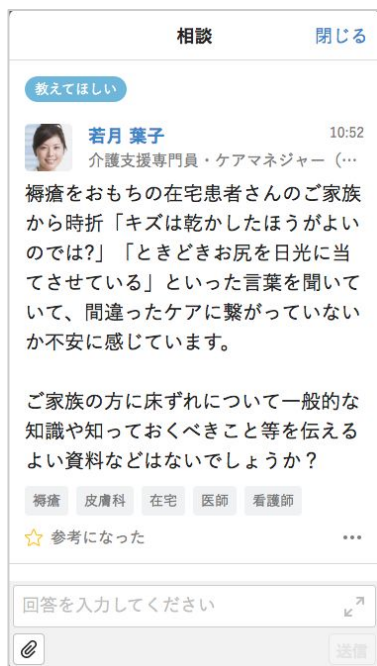 相談
閉じる
教えてほしい
若月 葉子
10:52
介護支援専門員・ケアマネジャー（…
褥瘡をおもちの在宅患者さんのご家族
から時折「キズは乾かしたほうがよい
のでは?」「ときどきお尻を日光に当
てさせている」といった言葉を聞いて
いて、間違ったケアに繋がっていない
か不安に感じています。
ご家族の方に床ずれについて一般的な
知識や知っておくべきこと等を伝える
よい資料などはないでしょうか？
褥瘡 皮膚科 在宅 医師 看護師
参考になった
回答を入力してください
送信